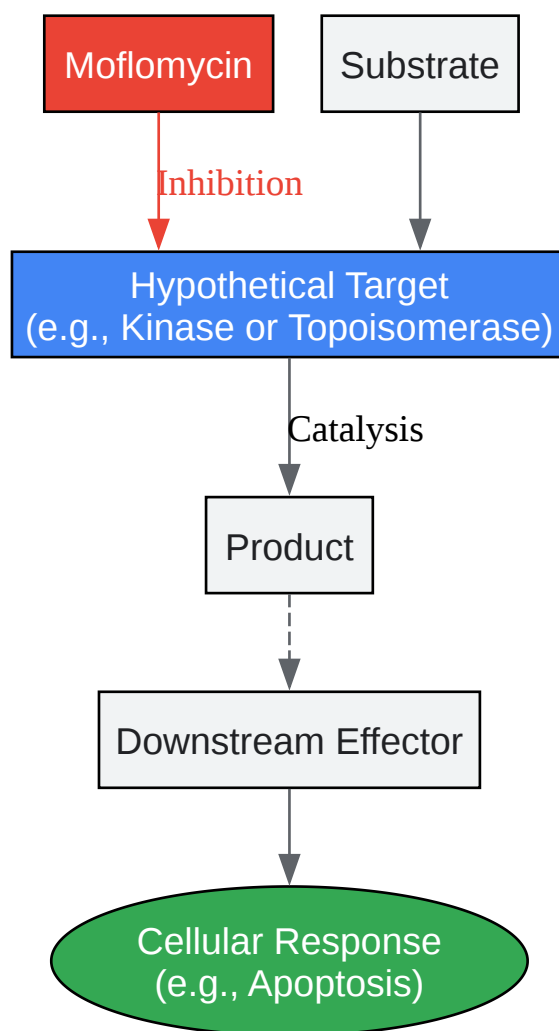 Moflomycin
Substrate
Inhibition
Hypothetical Target
(e.g., Kinase or Topoisomerase)
Catalysis
Product
Downstream Effector
Cellular Response
(e.g., Apoptosis)